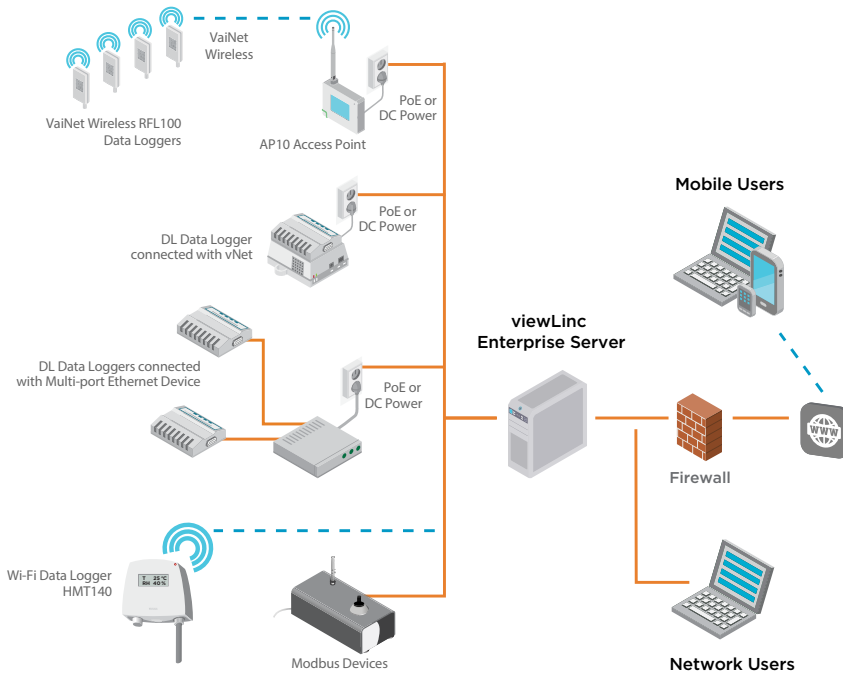 VaiNet
Wireless
VaiNet Wireless RFL100
Data Loggers
AP10 Access Point
PoE or
DC Power
DL Data Logger
connected with vNet
PoE or
DC Power
DL Data Loggers connected
with Multi-port Ethernet Device
PoE or
DC Power
Wi-Fi Data Logger
HMT140
T 25 °C
RH 40 %
Modbus Devices
viewLinc
Enterprise Server
Mobile Users
WWW
Firewall
Network Users